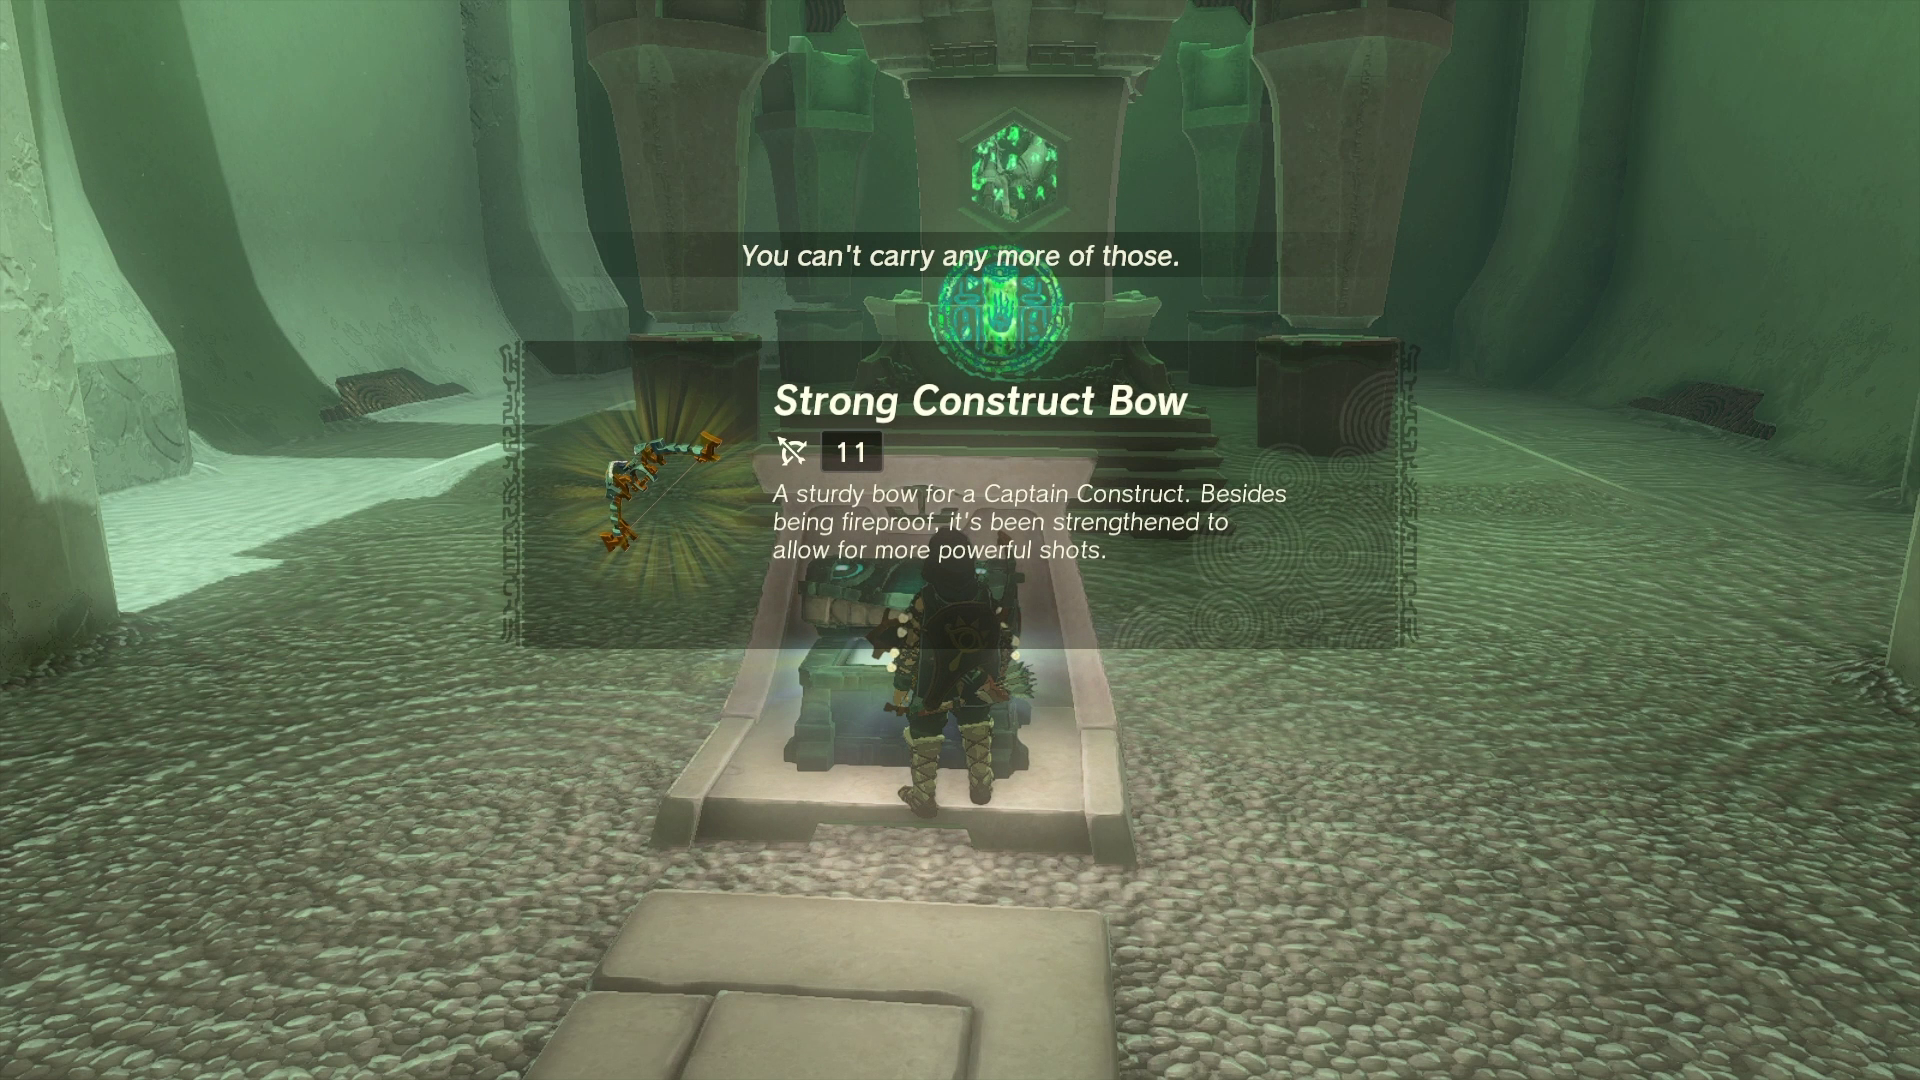 You can't carry any more of those.
Strong Construct Bow
11
A sturdy bow for a Captain Construct. Besides
being fireproof, it's been strengthened to
allow for more powerful shots.